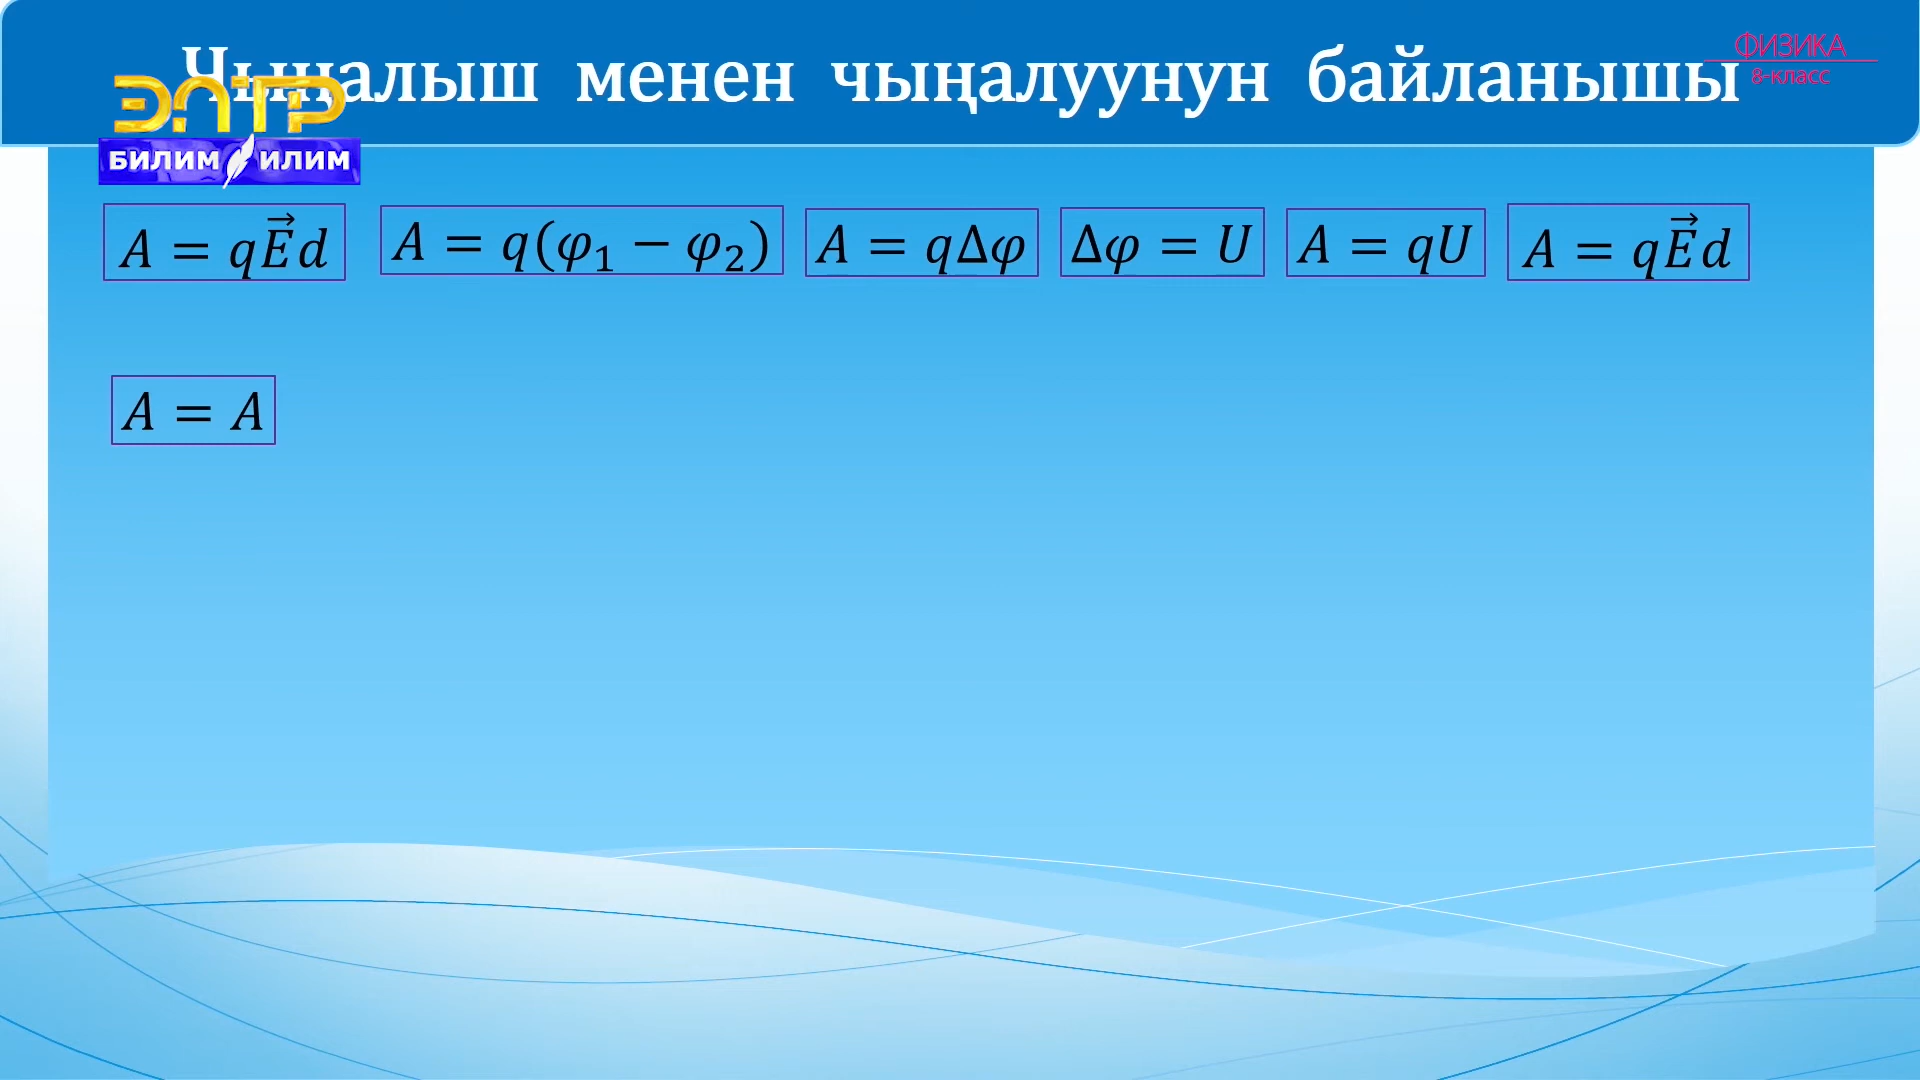 Чыңалыш менен чыңалуунун байланышы
ФИЗИКА
8-класс
ЭЛТР
БИЛИМ ИЛИМ
A = qE⃗d
A = q(φ₁ − φ₂)
A = qΔφ
Δφ = U
A = qU
A = qE⃗d
A = A